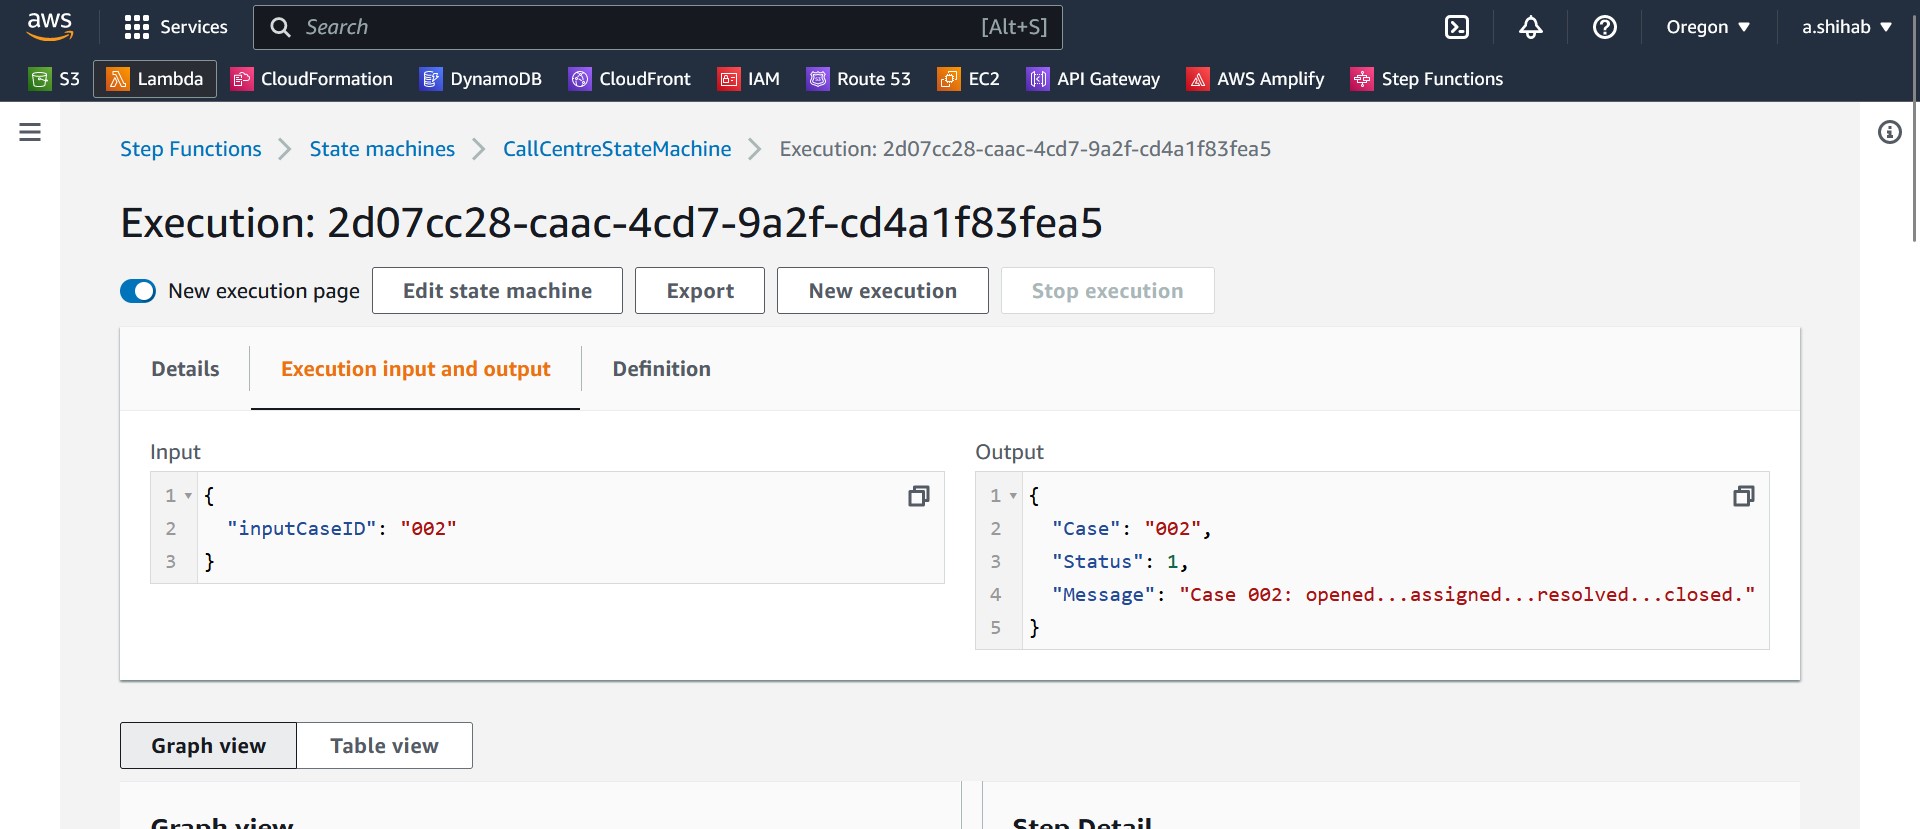 aws
Services
Search
[Alt+S]
Oregon ▼
a.shihab ▼
S3
Lambda
CloudFormation
DynamoDB
CloudFront
IAM
Route 53
EC2
API Gateway
AWS Amplify
Step Functions
Step Functions > State machines > CallCentreStateMachine > Execution: 2d07cc28-caac-4cd7-9a2f-cd4a1f83fea5
Execution: 2d07cc28-caac-4cd7-9a2f-cd4a1f83fea5
New execution page
Edit state machine
Export
New execution
Stop execution
Details
Execution input and output
Definition
Input
1 {
2 "inputCaseID": "002"
3 }
Output
1 {
2 "Case": "002",
3 "Status": 1,
4 "Message": "Case 002: opened...assigned...resolved...closed."
5 }
Graph view
Table view
Graph view
Step Detail